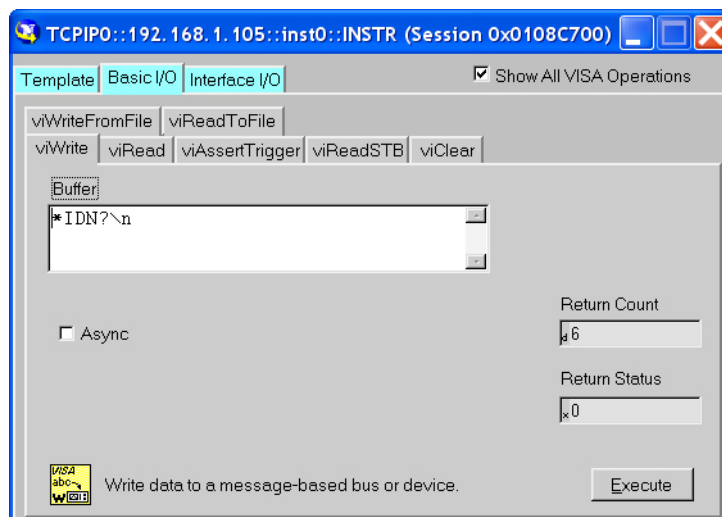 TCPIP0::192.168.1.105::inst0::INSTR (Session 0x0108C700)
Template Basic I/O Interface I/O Show All VISA Operations
viWriteFromFile viReadToFile
viWrite viRead viAssertTrigger viReadSTB viClear
Buffer
*IDN?\n
Return Count
d 6
Async
Return Status
x 0
VISA
abc
W
Write data to a message-based bus or device.
Execute